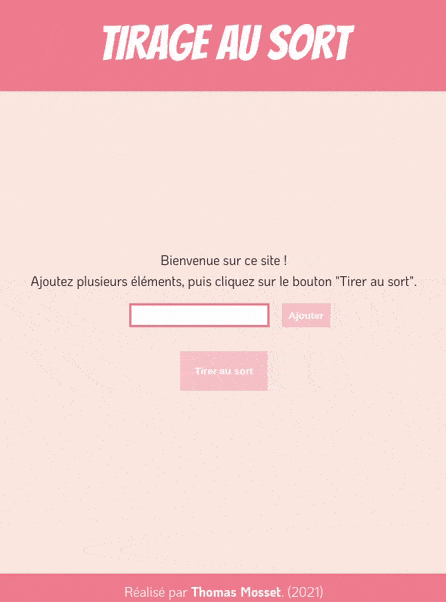 TIRAGE AU SORT
Bienvenue sur ce site !
Ajoutez plusieurs éléments, puis cliquez sur le bouton "Tirer au sort".
Ajouter
Tirer au sort
Réalisé par Thomas Mosset. (2021)